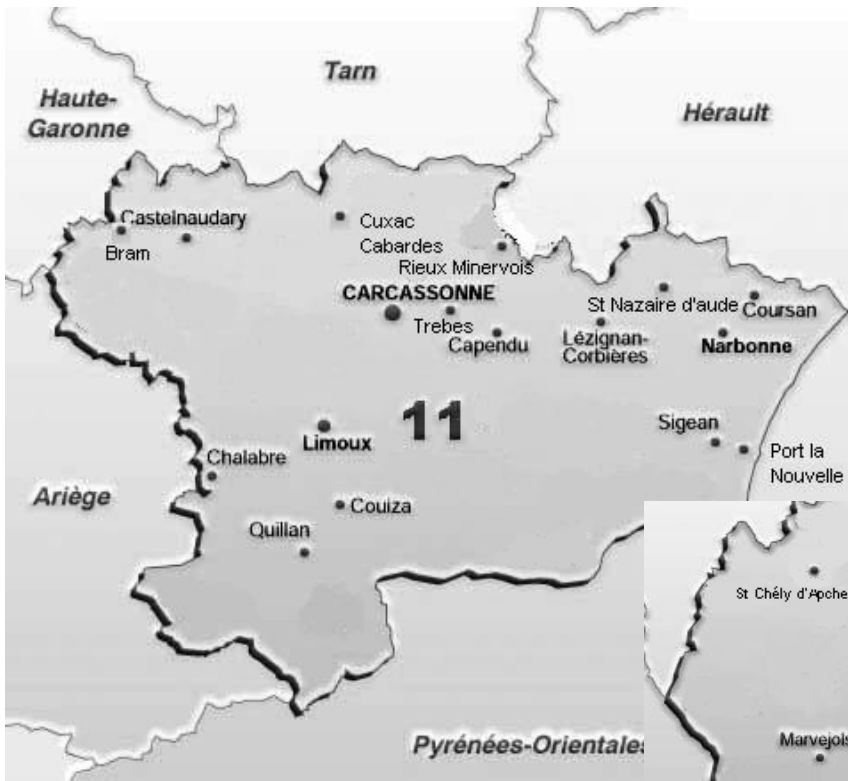 Tarn
Haute-
Garonne
Hérault
Castelnaudary
Bram
Cuxac
Cabardes
Rieux Minervois
CARCASSONNE
Trebes
Capendu
Lézignan-
Corbières
St Nazaire d'aude
Coursan
Narbonne
11
Limoux
Chalabre
Sigean
Port la
Nouvelle
Ariège
Couiza
Quillan
St Chély d'Apche
Marvejols
Pyrénées-Orientales